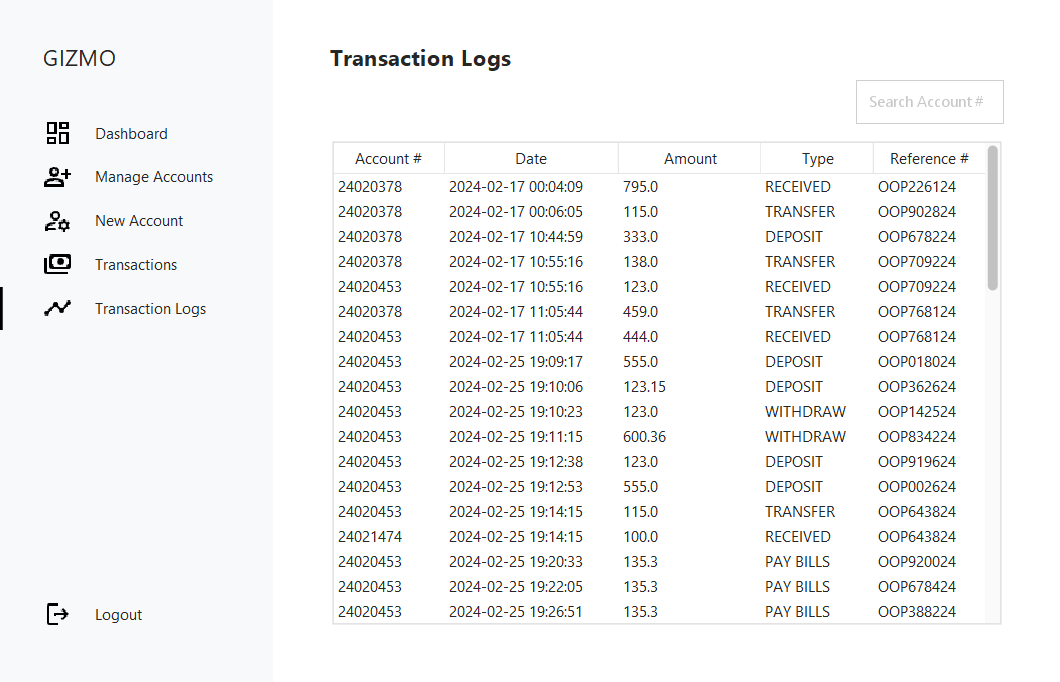 GIZMO
Dashboard
Manage Accounts
New Account
Transactions
Transaction Logs
Logout
Transaction Logs
Search Account #
Account # Date Amount Type Reference #
24020378 2024-02-17 00:04:09 795.0 RECEIVED OOP226124
24020378 2024-02-17 00:06:05 115.0 TRANSFER OOP902824
24020378 2024-02-17 10:44:59 333.0 DEPOSIT OOP678224
24020378 2024-02-17 10:55:16 138.0 TRANSFER OOP709224
24020453 2024-02-17 10:55:16 123.0 RECEIVED OOP709224
24020378 2024-02-17 11:05:44 459.0 TRANSFER OOP768124
24020453 2024-02-17 11:05:44 444.0 RECEIVED OOP768124
24020453 2024-02-25 19:09:17 555.0 DEPOSIT OOP018024
24020453 2024-02-25 19:10:06 123.15 DEPOSIT OOP362624
24020453 2024-02-25 19:10:23 123.0 WITHDRAW OOP142524
24020453 2024-02-25 19:11:15 600.36 WITHDRAW OOP834224
24020453 2024-02-25 19:12:38 123.0 DEPOSIT OOP919624
24020453 2024-02-25 19:12:53 555.0 DEPOSIT OOP002624
24020453 2024-02-25 19:14:15 115.0 TRANSFER OOP643824
24021474 2024-02-25 19:14:15 100.0 RECEIVED OOP643824
24020453 2024-02-25 19:20:33 135.3 PAY BILLS OOP920024
24020453 2024-02-25 19:22:05 135.3 PAY BILLS OOP678424
24020453 2024-02-25 19:26:51 135.3 PAY BILLS OOP388224